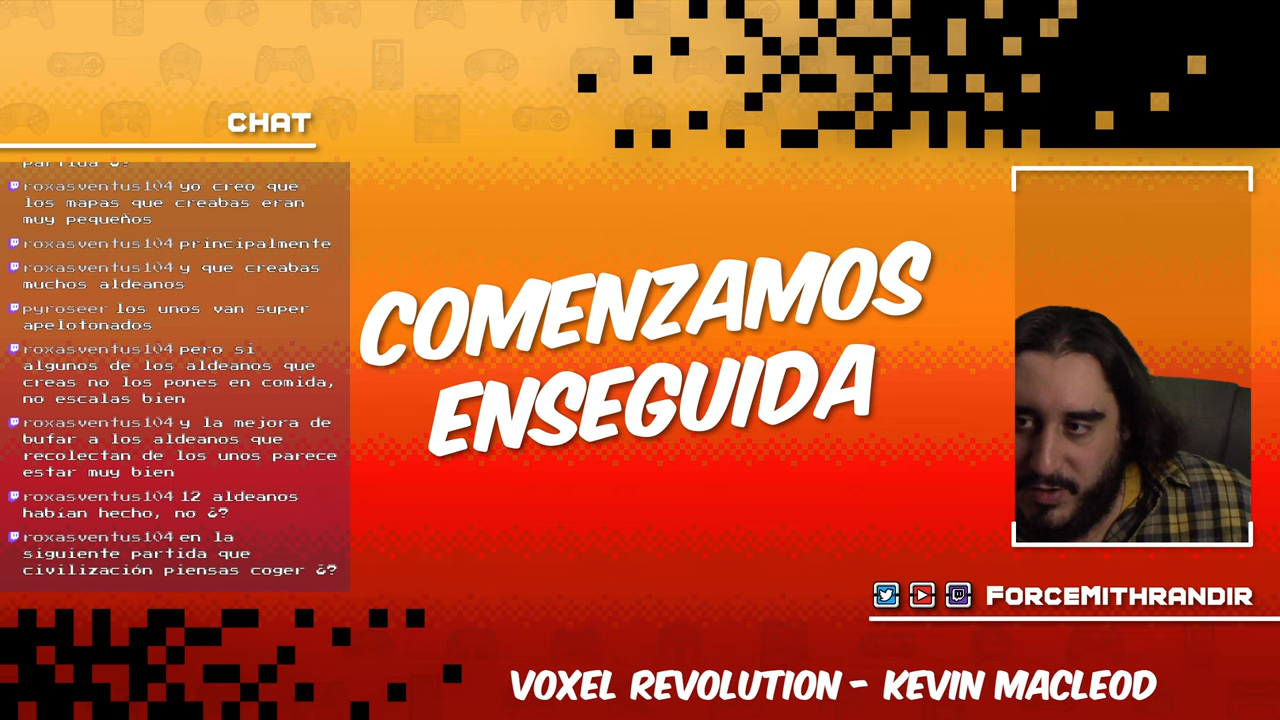 CHAT
partida ¿?
roxasventus104 yo creo que
los mapas que creabas eran
muy pequeños
roxasventus104 principalmente
roxasventus104 y que creabas
muchos aldeanos
pyroseer los unos van super
apelotonados
roxasventus104 pero si
algunos de los aldeanos que
creas no los pones en comida,
no escalas bien
roxasventus104 y la mejora de
bufar a los aldeanos que
recolectan de los unos parece
estar muy bien
roxasventus104 12 aldeanos
habían hecho, no ¿?
roxasventus104 en la
siguiente partida que
civilización piensas coger ¿?
COMENZAMOS
ENSEGUIDA
FORCEMITHRANDIR
VOXEL REVOLUTION - KEVIN MACLEOD